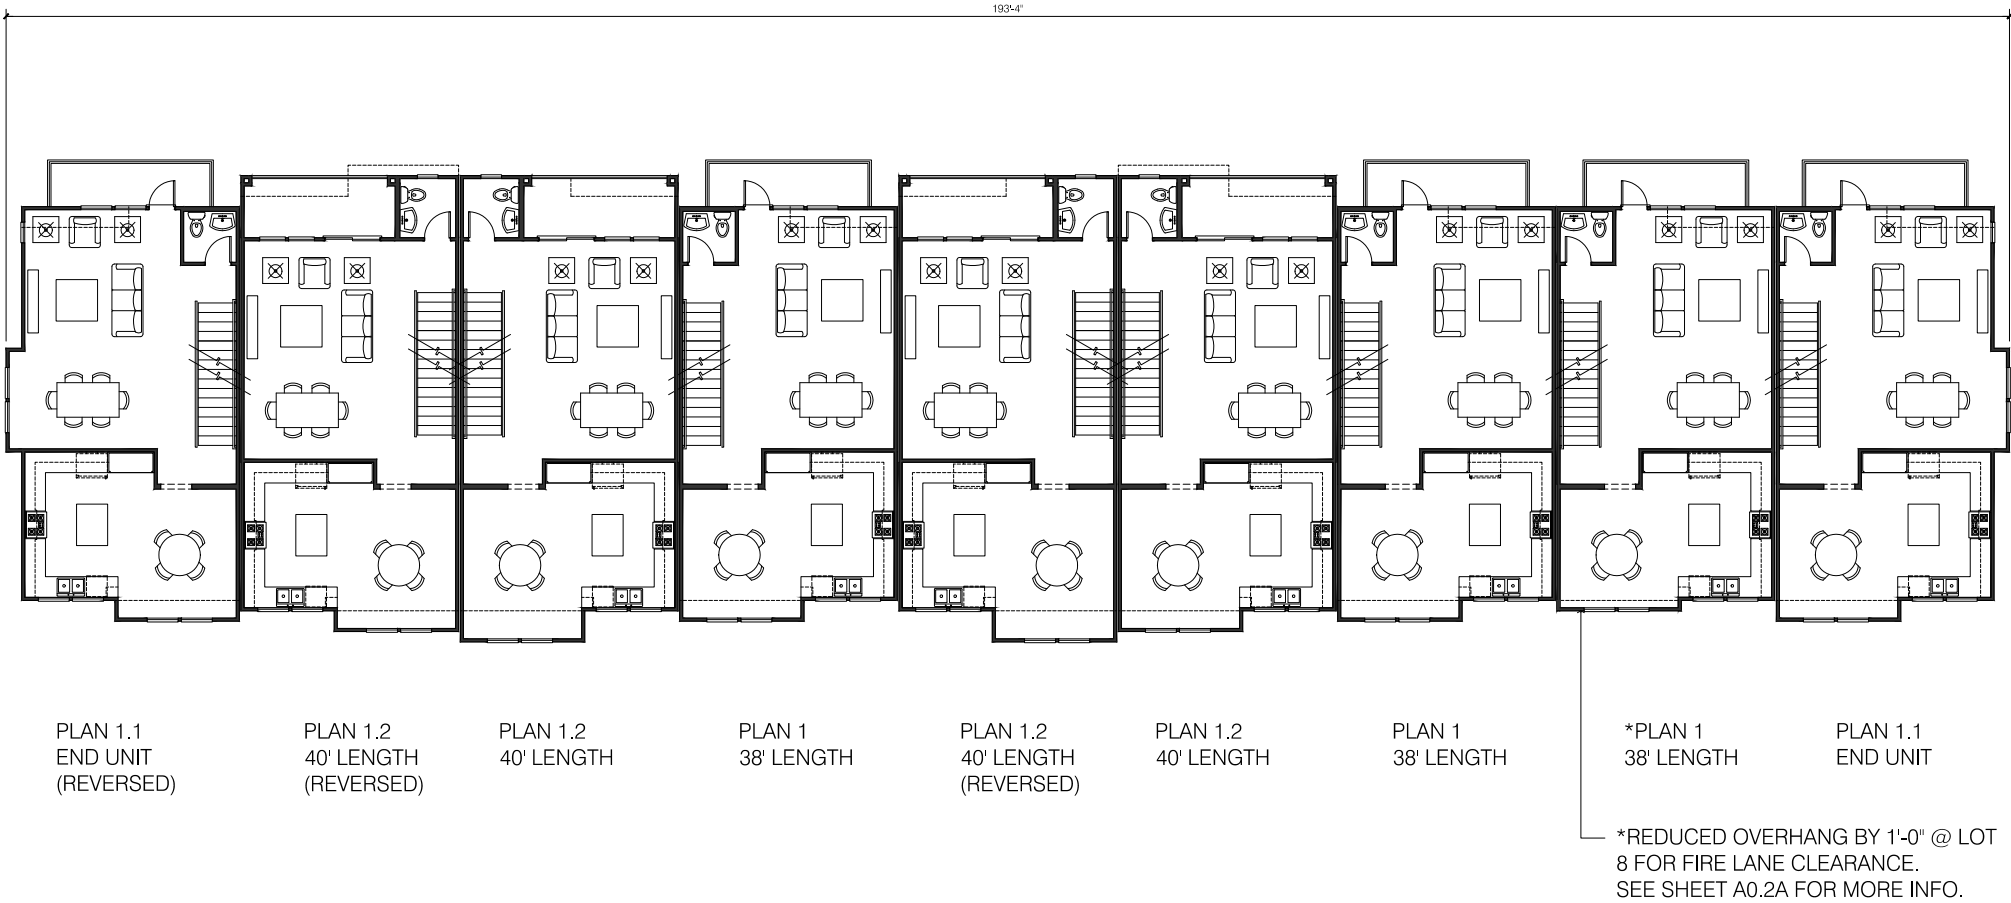 193'-4"
PLAN 1.1
END UNIT
(REVERSED)
PLAN 1.2
40' LENGTH
(REVERSED)
PLAN 1.2
40' LENGTH
PLAN 1
38' LENGTH
PLAN 1.2
40' LENGTH
(REVERSED)
PLAN 1.2
40' LENGTH
PLAN 1
38' LENGTH
*PLAN 1
38' LENGTH
PLAN 1.1
END UNIT
*REDUCED OVERHANG BY 1'-0" @ LOT
8 FOR FIRE LANE CLEARANCE.
SEE SHEET A0.2A FOR MORE INFO.